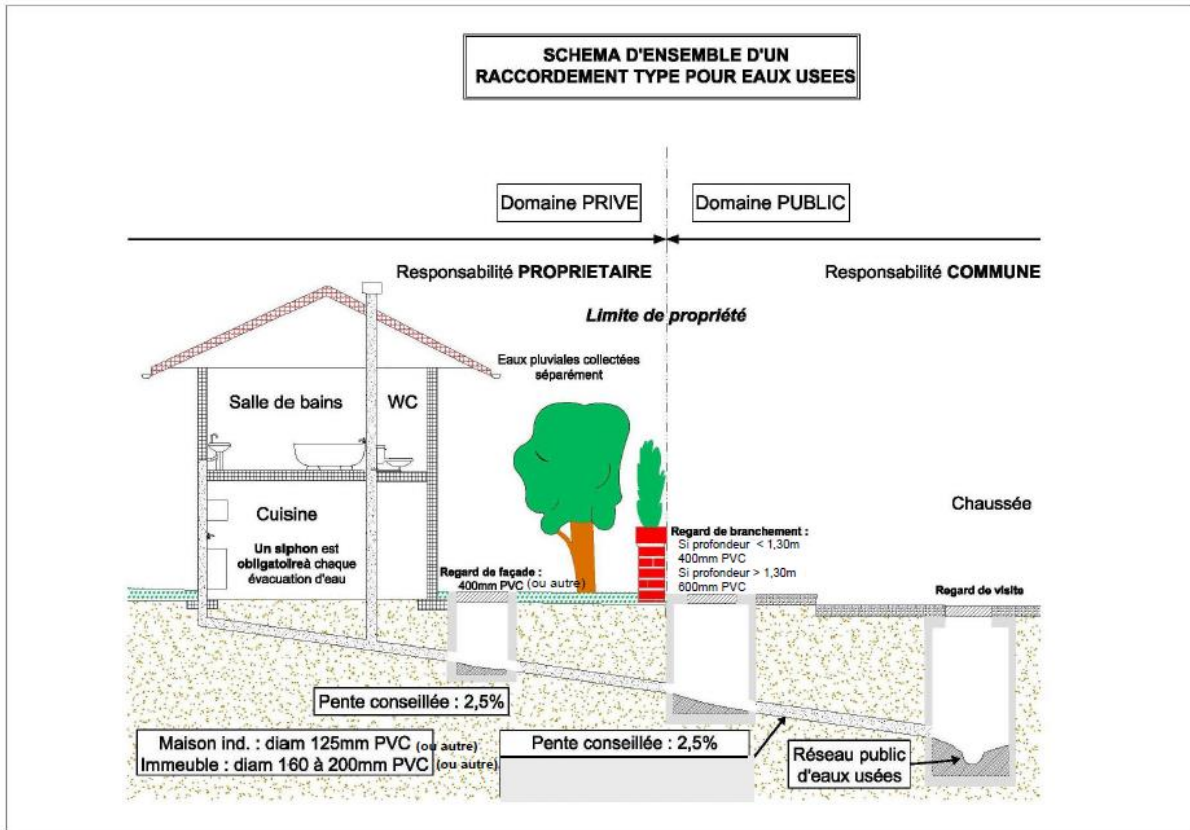 SCHEMA D'ENSEMBLE D'UN
RACCORDEMENT TYPE POUR EAUX USEES
Domaine PRIVE
Domaine PUBLIC
Responsabilité PROPRIETAIRE
Responsabilité COMMUNE
Limite de propriété
Eaux pluviales collectées
séparément
Salle de bains
WC
Cuisine
Un siphon est
obligatoireà chaque
évacuation d'eau
Chaussée
Regard de branchement :
Si profondeur < 1,30m
400mm PVC
Si profondeur > 1,30m
600mm PVC
Regard de façade :
400mm PVC (ou autre)
Regard de visite
Pente conseillée : 2,5%
Maison ind. : diam 125mm PVC (ou autre)
Immeuble : diam 160 à 200mm PVC (ou autre)
Pente conseillée : 2,5%
Réseau public
d'eaux usées